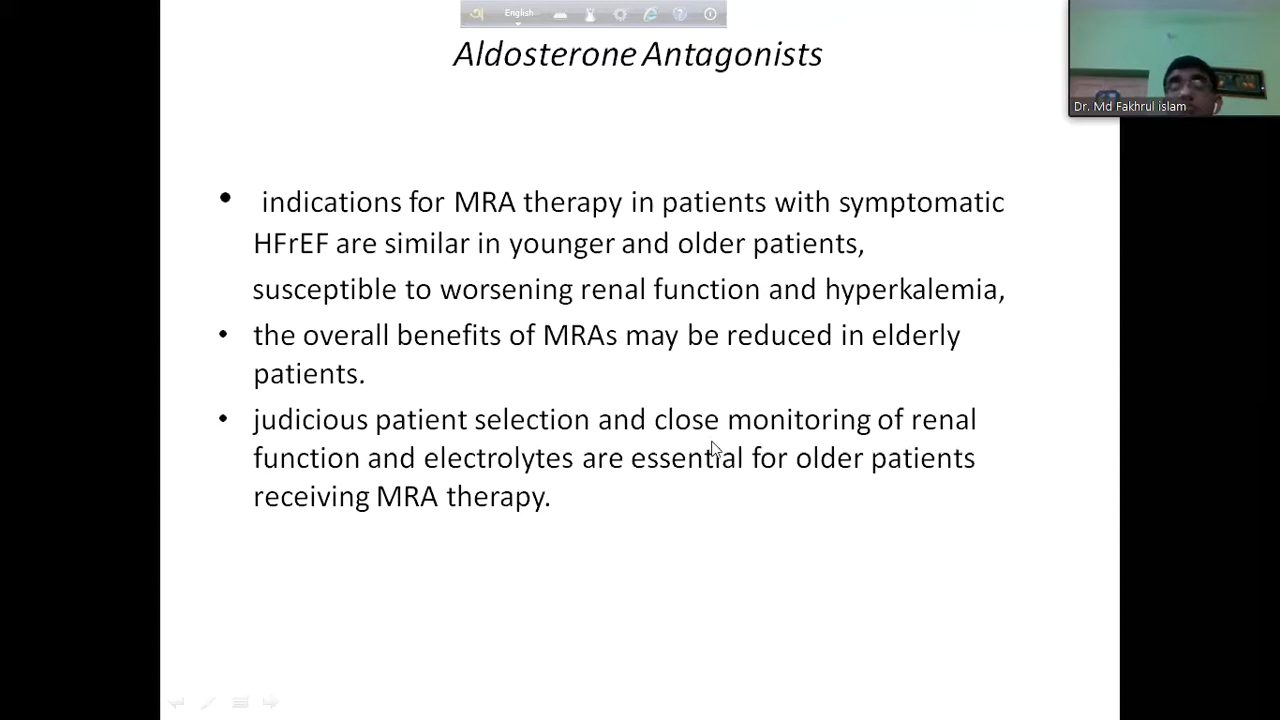 English
Aldosterone Antagonists
Dr. Md Fakhrul islam
• indications for MRA therapy in patients with symptomatic
HFrEF are similar in younger and older patients,
susceptible to worsening renal function and hyperkalemia,
• the overall benefits of MRAs may be reduced in elderly
patients.
• judicious patient selection and close monitoring of renal
function and electrolytes are essential for older patients
receiving MRA therapy.